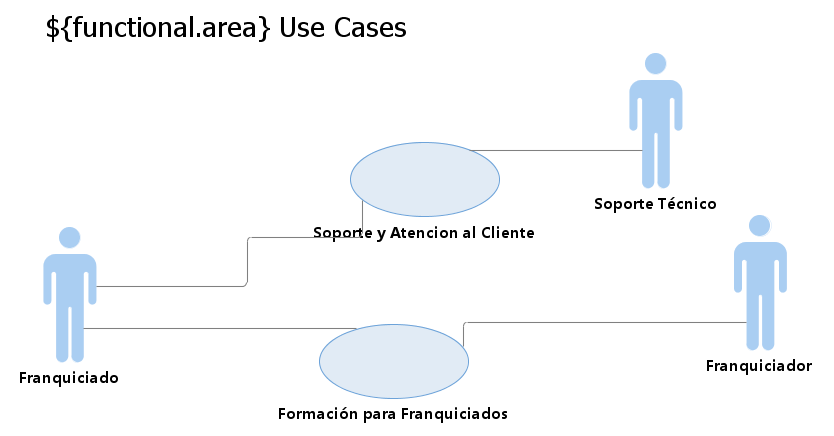 ${functional.area} Use Cases
Soporte Técnico
Soporte y Atencion al Cliente
Franquiciador
Franquiciado
Formación para Franquiciados